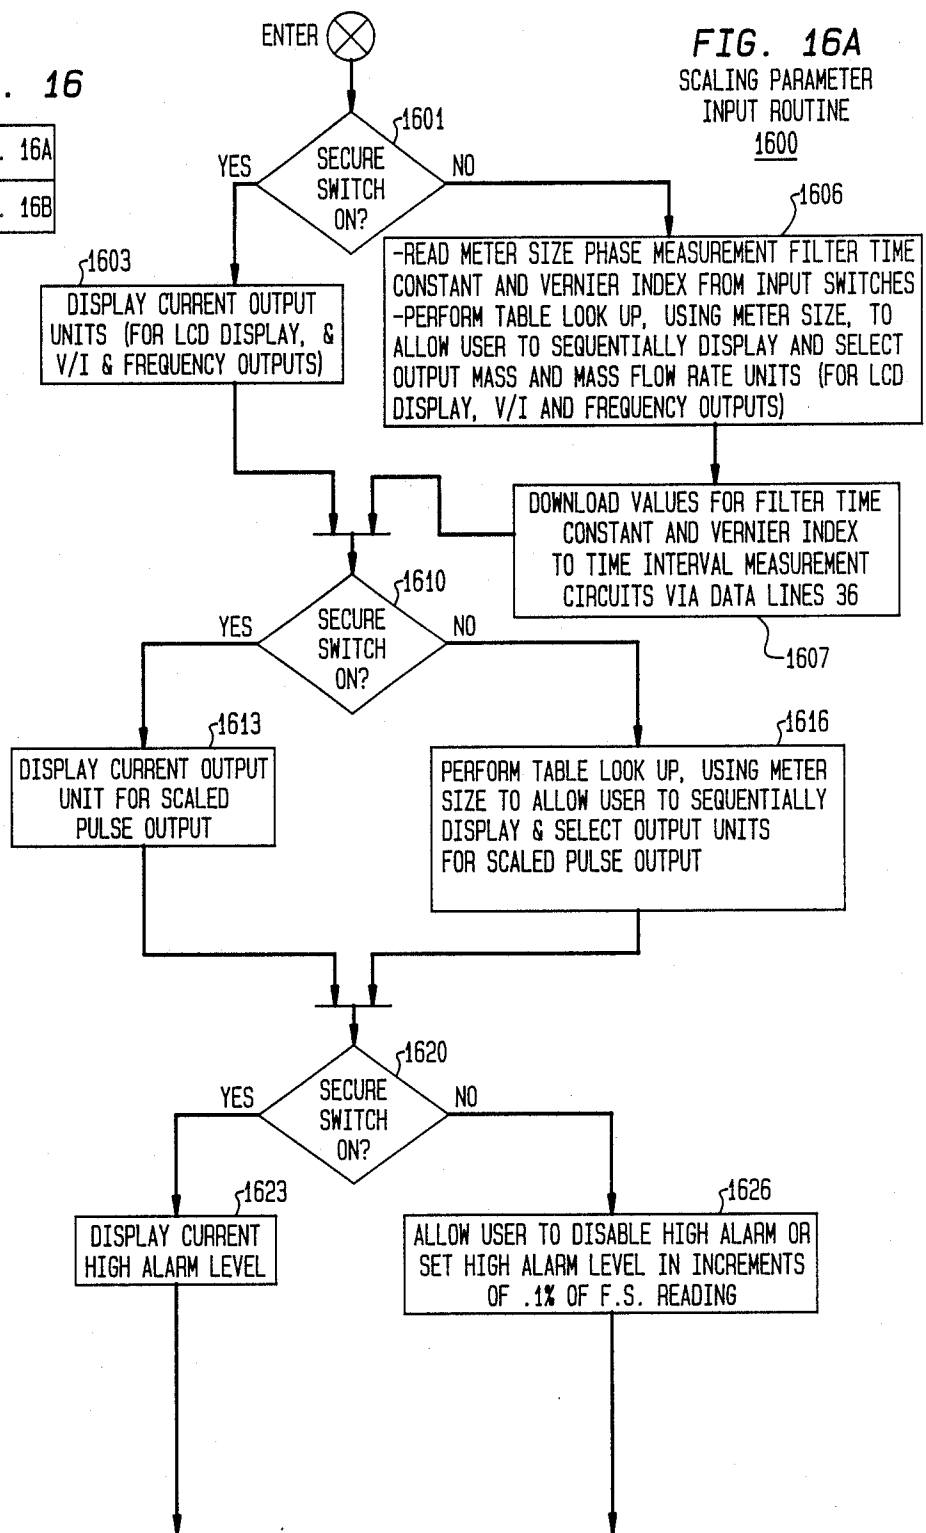 ENTER
FIG. 16A
SCALING PARAMETER
INPUT ROUTINE
1600
. 16
. 16A
. 16B
1601
SECURE
SWITCH
ON?
YES
NO
1603
DISPLAY CURRENT OUTPUT
UNITS (FOR LCD DISPLAY, &
V/I & FREQUENCY OUTPUTS)
1606
-READ METER SIZE PHASE MEASUREMENT FILTER TIME
CONSTANT AND VERNIER INDEX FROM INPUT SWITCHES
-PERFORM TABLE LOOK UP, USING METER SIZE, TO
ALLOW USER TO SEQUENTIALLY DISPLAY AND SELECT
OUTPUT MASS AND MASS FLOW RATE UNITS (FOR LCD
DISPLAY, V/I AND FREQUENCY OUTPUTS)
DOWNLOAD VALUES FOR FILTER TIME
CONSTANT AND VERNIER INDEX
TO TIME INTERVAL MEASUREMENT
CIRCUITS VIA DATA LINES 36
1607
1610
SECURE
SWITCH
ON?
YES
NO
1613
DISPLAY CURRENT OUTPUT
UNIT FOR SCALED
PULSE OUTPUT
1616
PERFORM TABLE LOOK UP, USING METER
SIZE TO ALLOW USER TO SEQUENTIALLY
DISPLAY & SELECT OUTPUT UNITS
FOR SCALED PULSE OUTPUT
1620
SECURE
SWITCH
ON?
YES
NO
1623
DISPLAY CURRENT
HIGH ALARM LEVEL
1626
ALLOW USER TO DISABLE HIGH ALARM OR
SET HIGH ALARM LEVEL IN INCREMENTS
OF .1% OF F.S. READING